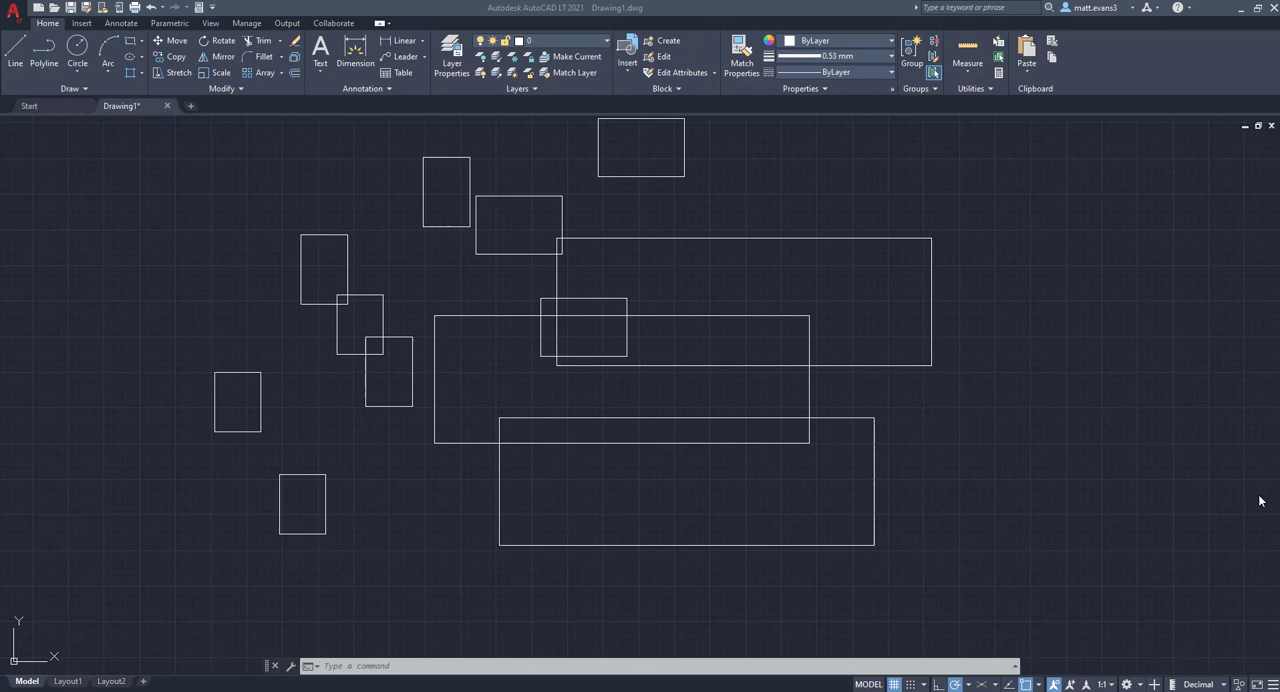 Autodesk AutoCAD LT 2021 Drawing1.dwg
Type a keyword or phrase
matt.evans3
Home Insert Annotate Parametric View Manage Output Collaborate
Line
Polyline
Circle
Arc
Move
Rotate
Trim
Copy
Mirror
Fillet
Stretch
Scale
Array
Text
Dimension
Linear
Leader
Table
Layer
Properties
0
Make Current
Match Layer
Insert
Create
Edit
Edit Attributes
Match
Properties
ByLayer
0.53 mm
ByLayer
Group
Measure
Paste
Draw Modify Annotation Layers Block Properties Groups Utilities Clipboard
Start Drawing1*
Y
X
Type a command
Model Layout1 Layout2
MODEL 1:1 Decimal